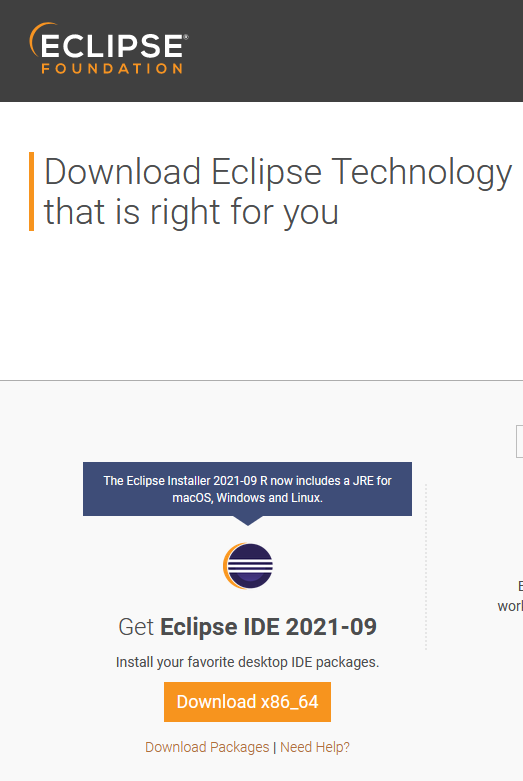 ECLIPSE®
FOUNDATION
Download Eclipse Technology
that is right for you
The Eclipse Installer 2021-09 R now includes a JRE for
macOS, Windows and Linux.
Get Eclipse IDE 2021-09
Install your favorite desktop IDE packages.
Download x86_64
Download Packages | Need Help?